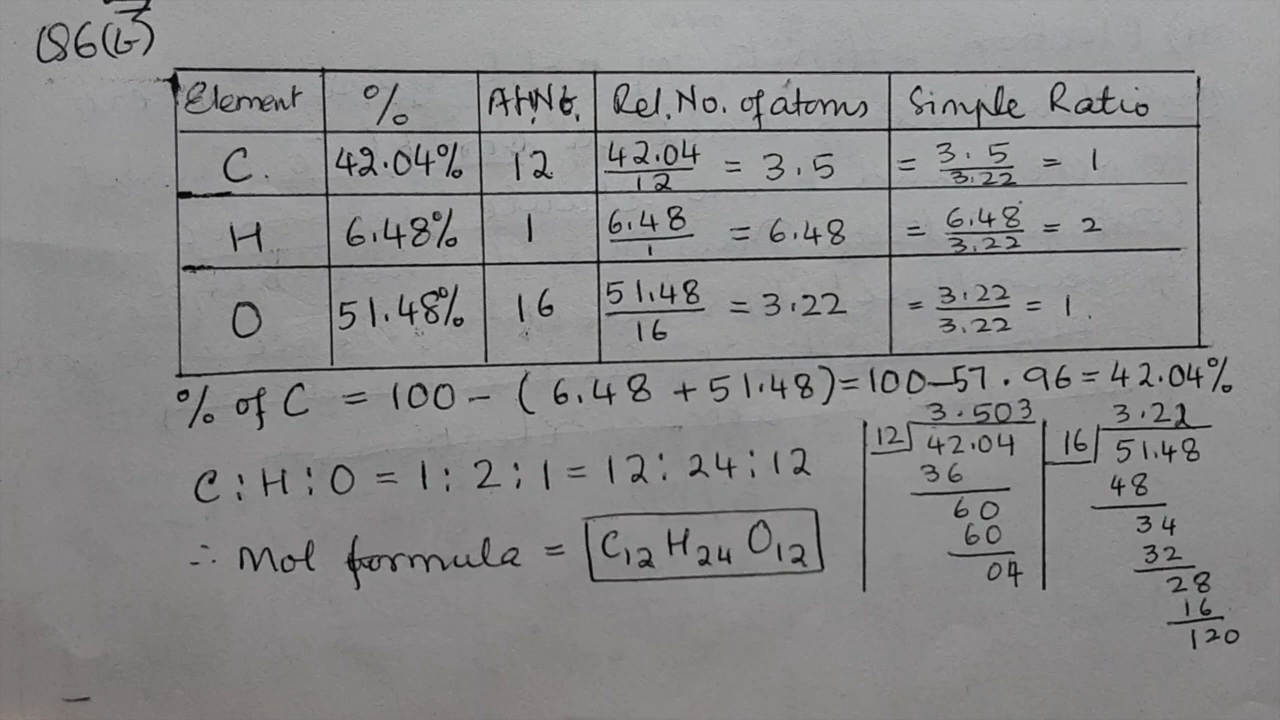 Q6(b)
Element % At.Wt. Rel. No. of atoms Simple Ratio
C. 42.04% 12 42.04/12 = 3.5 = 3.5/3.22 = 1
H 6.48% 1 6.48/1 = 6.48 = 6.48/3.22 = 2
O 51.48% 16 51.48/16 = 3.22 = 3.22/3.22 = 1.
% of C = 100 - (6.48 + 51.48) = 100 - 57.96 = 42.04%
C : H : O = 1 : 2 : 1 = 12 : 24 : 12
∴ Mol formula = C₁₂ H₂₄ O₁₂
3.503
12 42.04
36
60
60
04
3.22
16 51.48
48
34
32
28
16
120